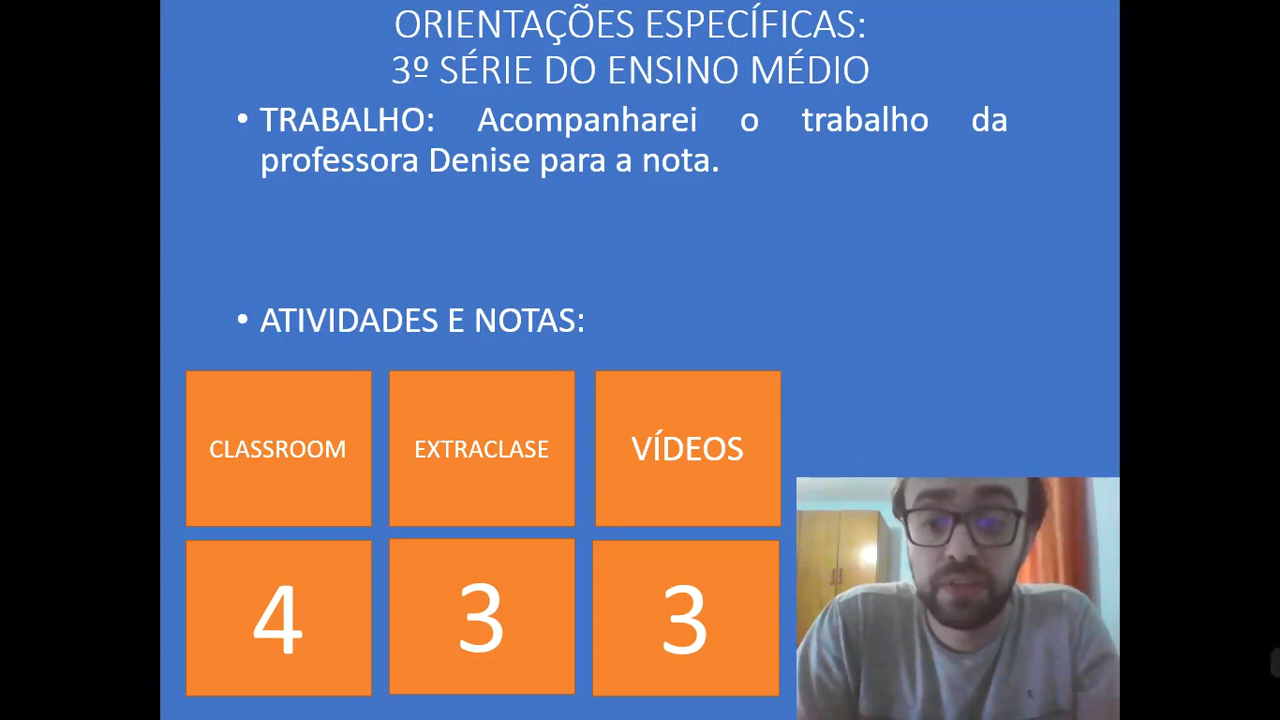 ORIENTAÇÕES ESPECÍFICAS:
3º SÉRIE DO ENSINO MÉDIO
• TRABALHO: Acompanharei o trabalho da
professora Denise para a nota.
• ATIVIDADES E NOTAS:
CLASSROOM EXTRACLASE VÍDEOS
4 3 3